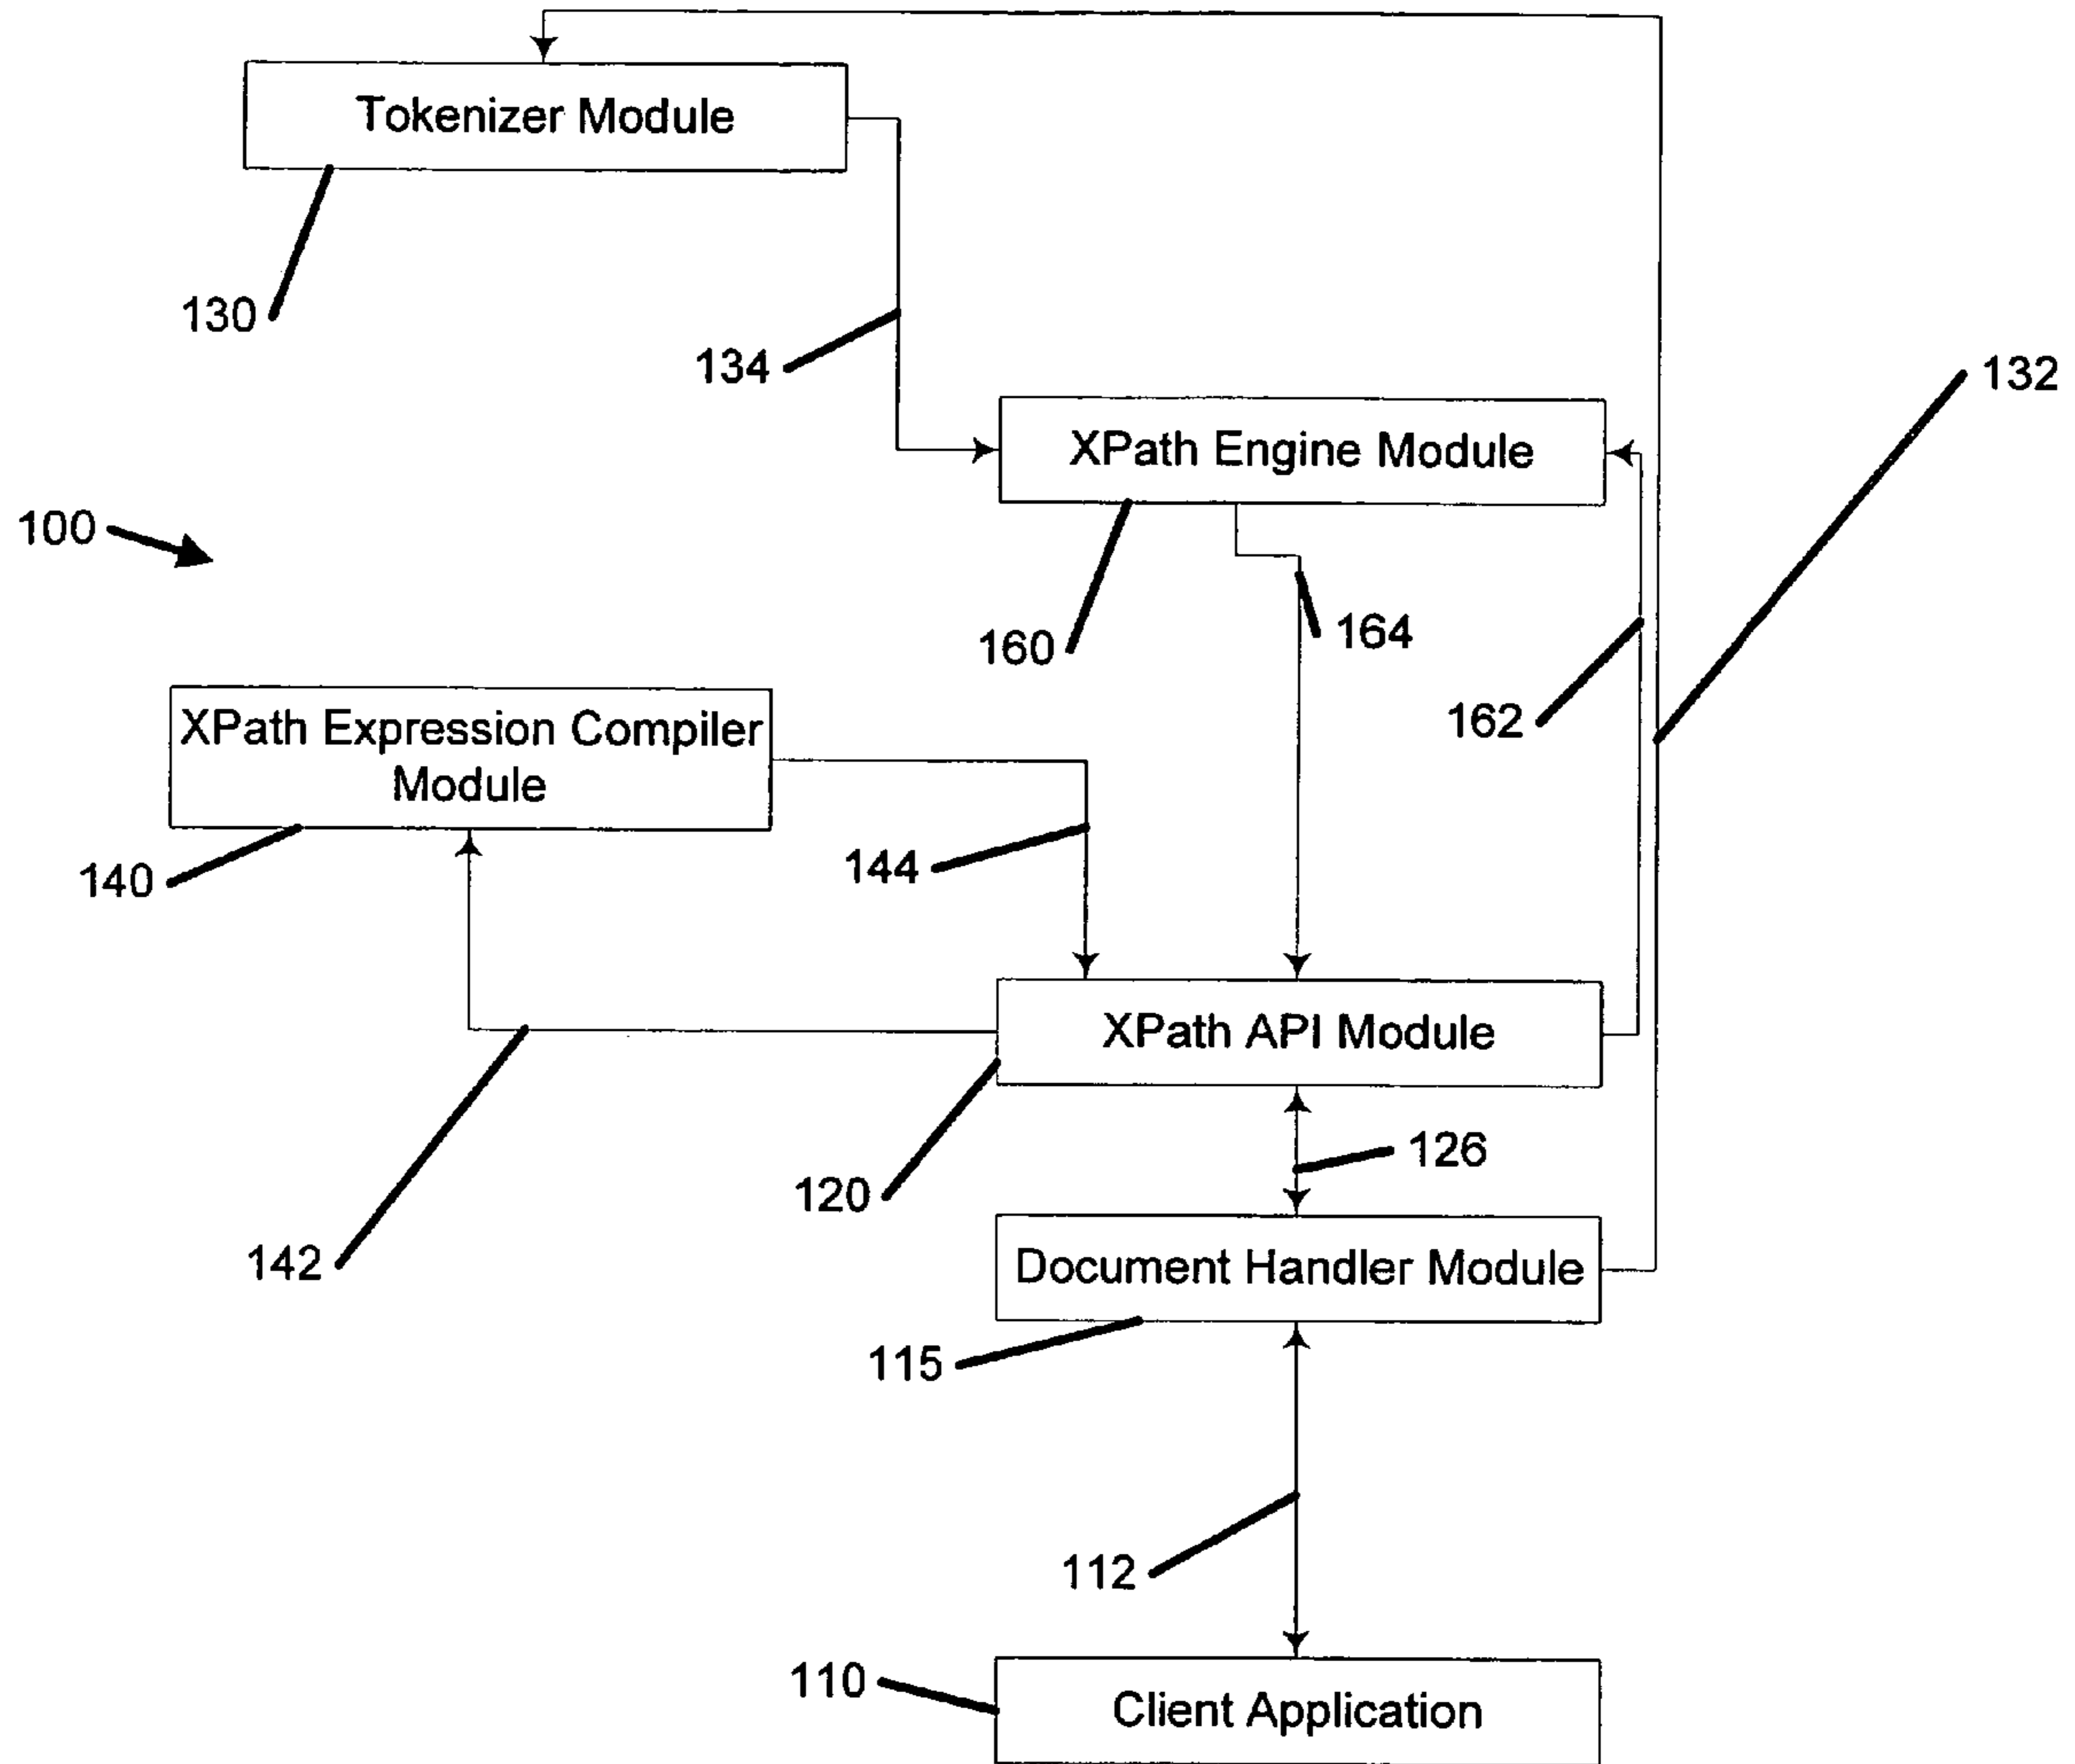 Tokenizer Module
130
134
132
XPath Engine Module
100
160
164
162
XPath Expression Compiler
Module
140
144
XPath API Module
126
120
142
Document Handler Module
115
112
110
Client Application